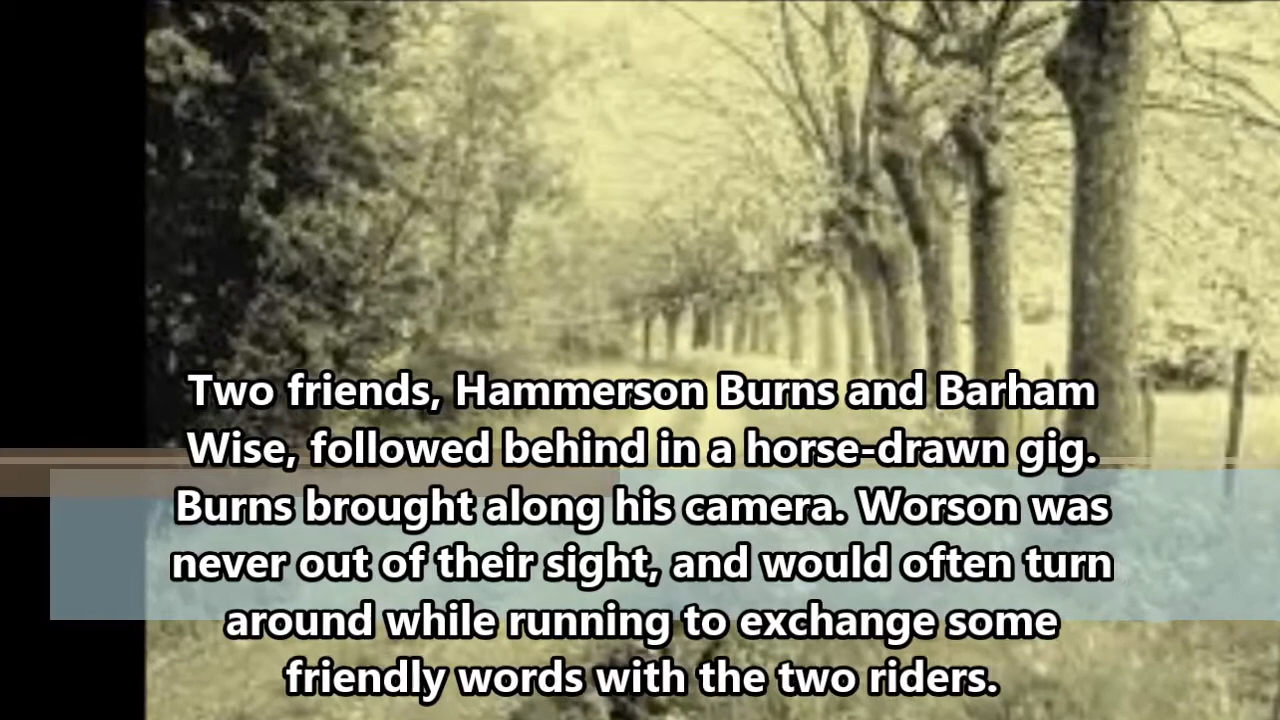 Two friends, Hammerson Burns and Barham
Wise, followed behind in a horse-drawn gig.
Burns brought along his camera. Worson was
never out of their sight, and would often turn
around while running to exchange some
friendly words with the two riders.